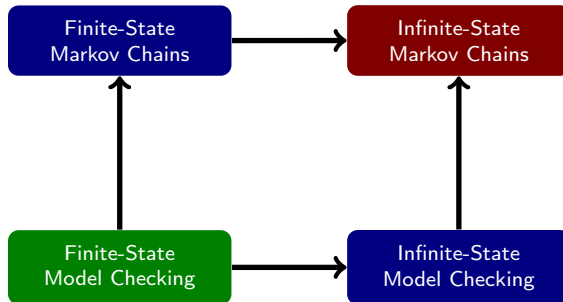 Finite-State
Markov Chains
Infinite-State
Markov Chains
Finite-State
Model Checking
Infinite-State
Model Checking